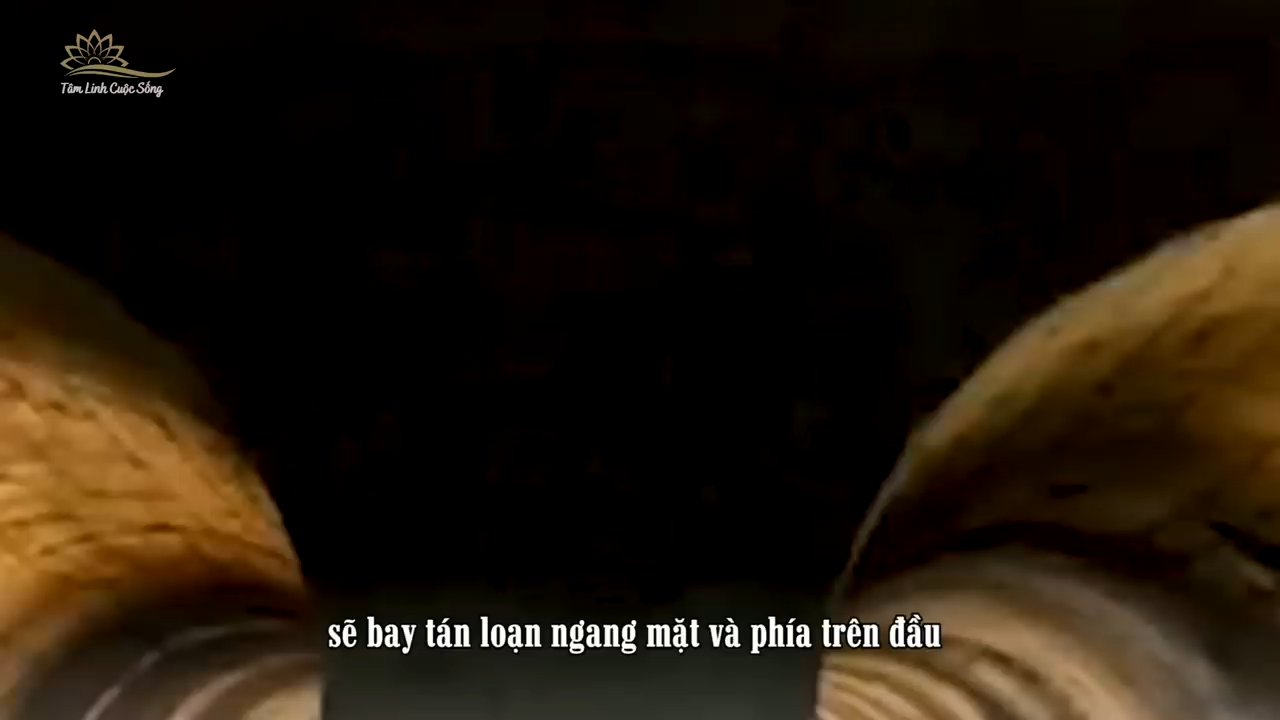 Tâm Linh Cuộc Sống
sẽ bay tán loạn ngang mặt và phía trên đầu